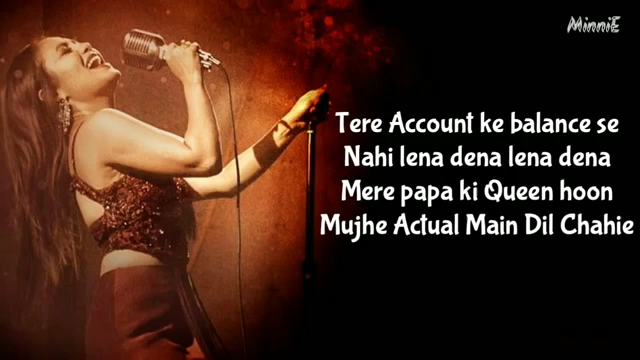 MinniE
Tere Account ke balance se
Nahi lena dena lena dena
Mere papa ki Queen hoon
Mujhe Actual Main Dil Chahie